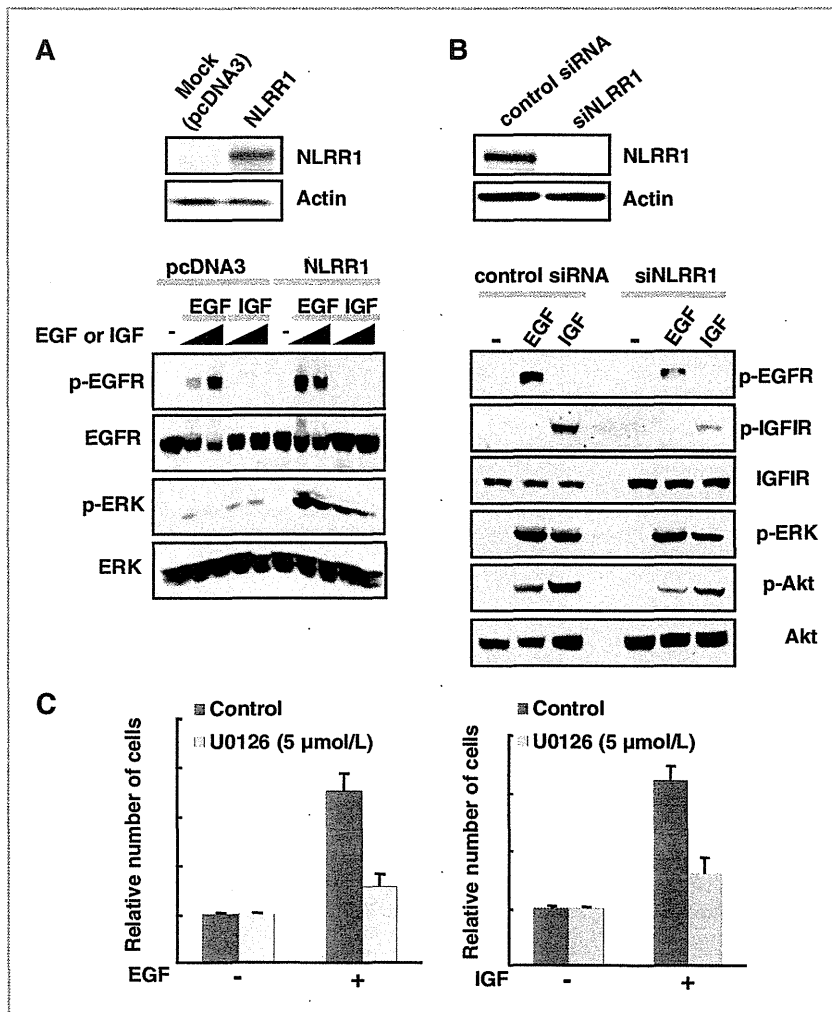 A
Mock
(pcDNA3)
NLRR1
NLRR1
Actin
pcDNA3 NLRR1
EGF IGF EGF IGF
EGF or IGF - -
p-EGFR
EGFR
p-ERK
ERK
B
control siRNA
siNLRR1
NLRR1
Actin
control siRNA siNLRR1
- EGF IGF - EGF IGF
p-EGFR
p-IGFIR
IGFIR
p-ERK
p-Akt
Akt
C
Relative number of cells
Control
U0126 (5 µmol/L)
EGF - +
Relative number of cells
Control
U0126 (5 µmol/L)
IGF - +